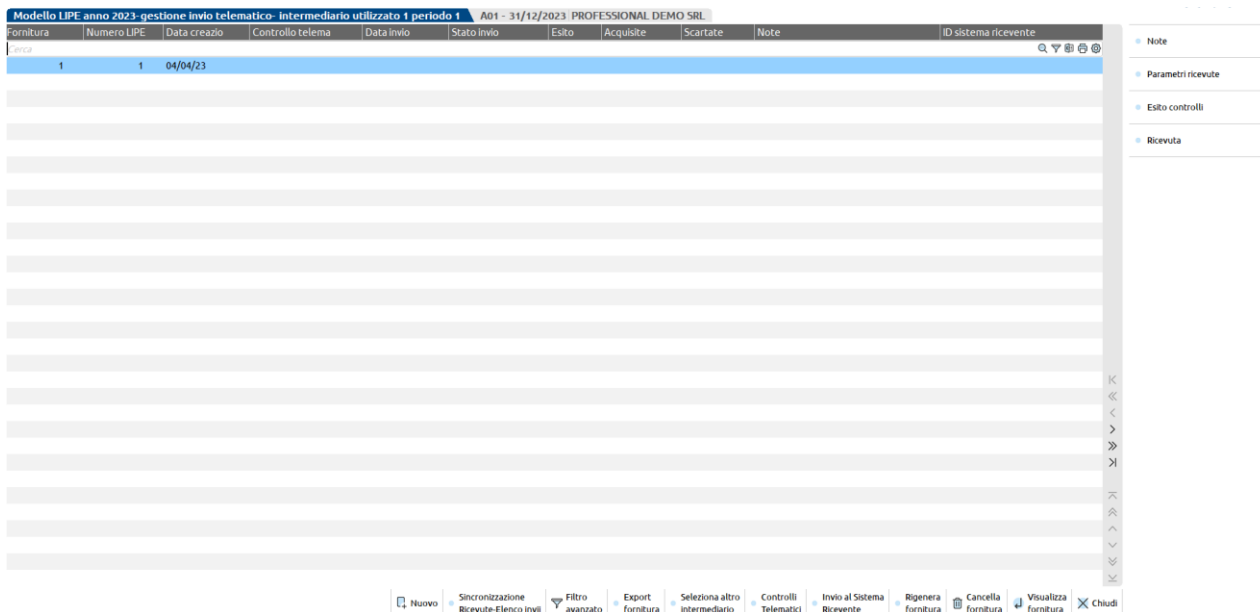 Modello LIPE anno 2023-gestione invio telematico- intermediario utilizzato 1 periodo 1 A01 - 31/12/2023 PROFESSIONAL DEMO SRL
Fornitura Numero LIPE Data creazio Controllo telema Data invio Stato invio Esito Acquisite Scartate Note ID sistema ricevente
Cerca
1 1 04/04/23
Note
Parametri ricevute
Esito controlli
Ricevuta
Nuovo
Sincronizzazione
Ricevute-Elenco invii
Filtro
avanzato
Export
fornitura
Seleziona altro
intermediario
Controlli
Telematici
Invio al Sistema
Ricevente
Rigenera
fornitura
Cancella
fornitura
Visualizza
fornitura
Chiudi